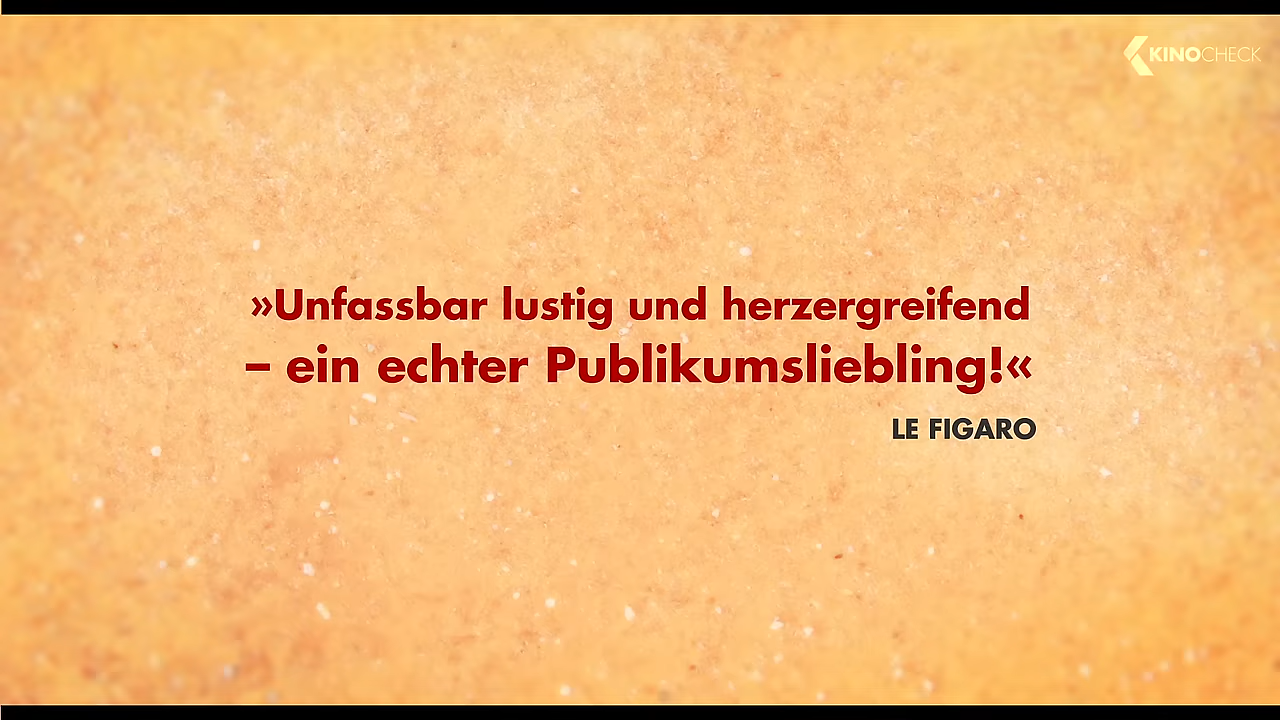 KINOCHECK
»Unfassbar lustig und herzergreifend
– ein echter Publikumsliebling!«
LE FIGARO